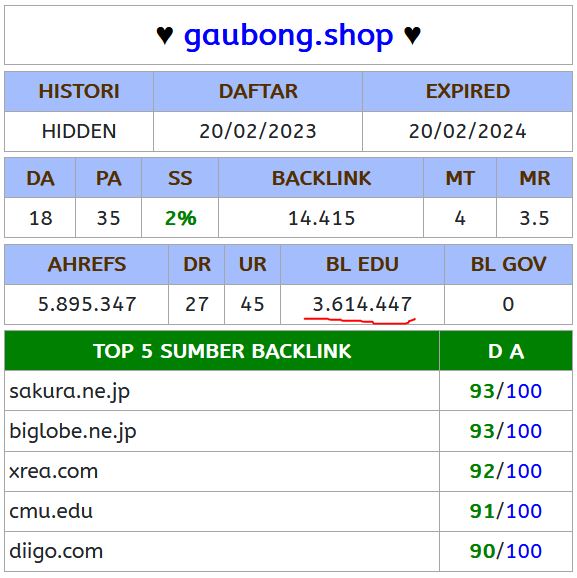 ♥ gaubong.shop ♥
HISTORI DAFTAR EXPIRED
HIDDEN 20/02/2023 20/02/2024
DA PA SS BACKLINK MT MR
18 35 2% 14.415 4 3.5
AHREFS DR UR BL EDU BL GOV
5.895.347 27 45 3.614.447 0
TOP 5 SUMBER BACKLINK D A
sakura.ne.jp 93/100
biglobe.ne.jp 93/100
xrea.com 92/100
cmu.edu 91/100
diigo.com 90/100